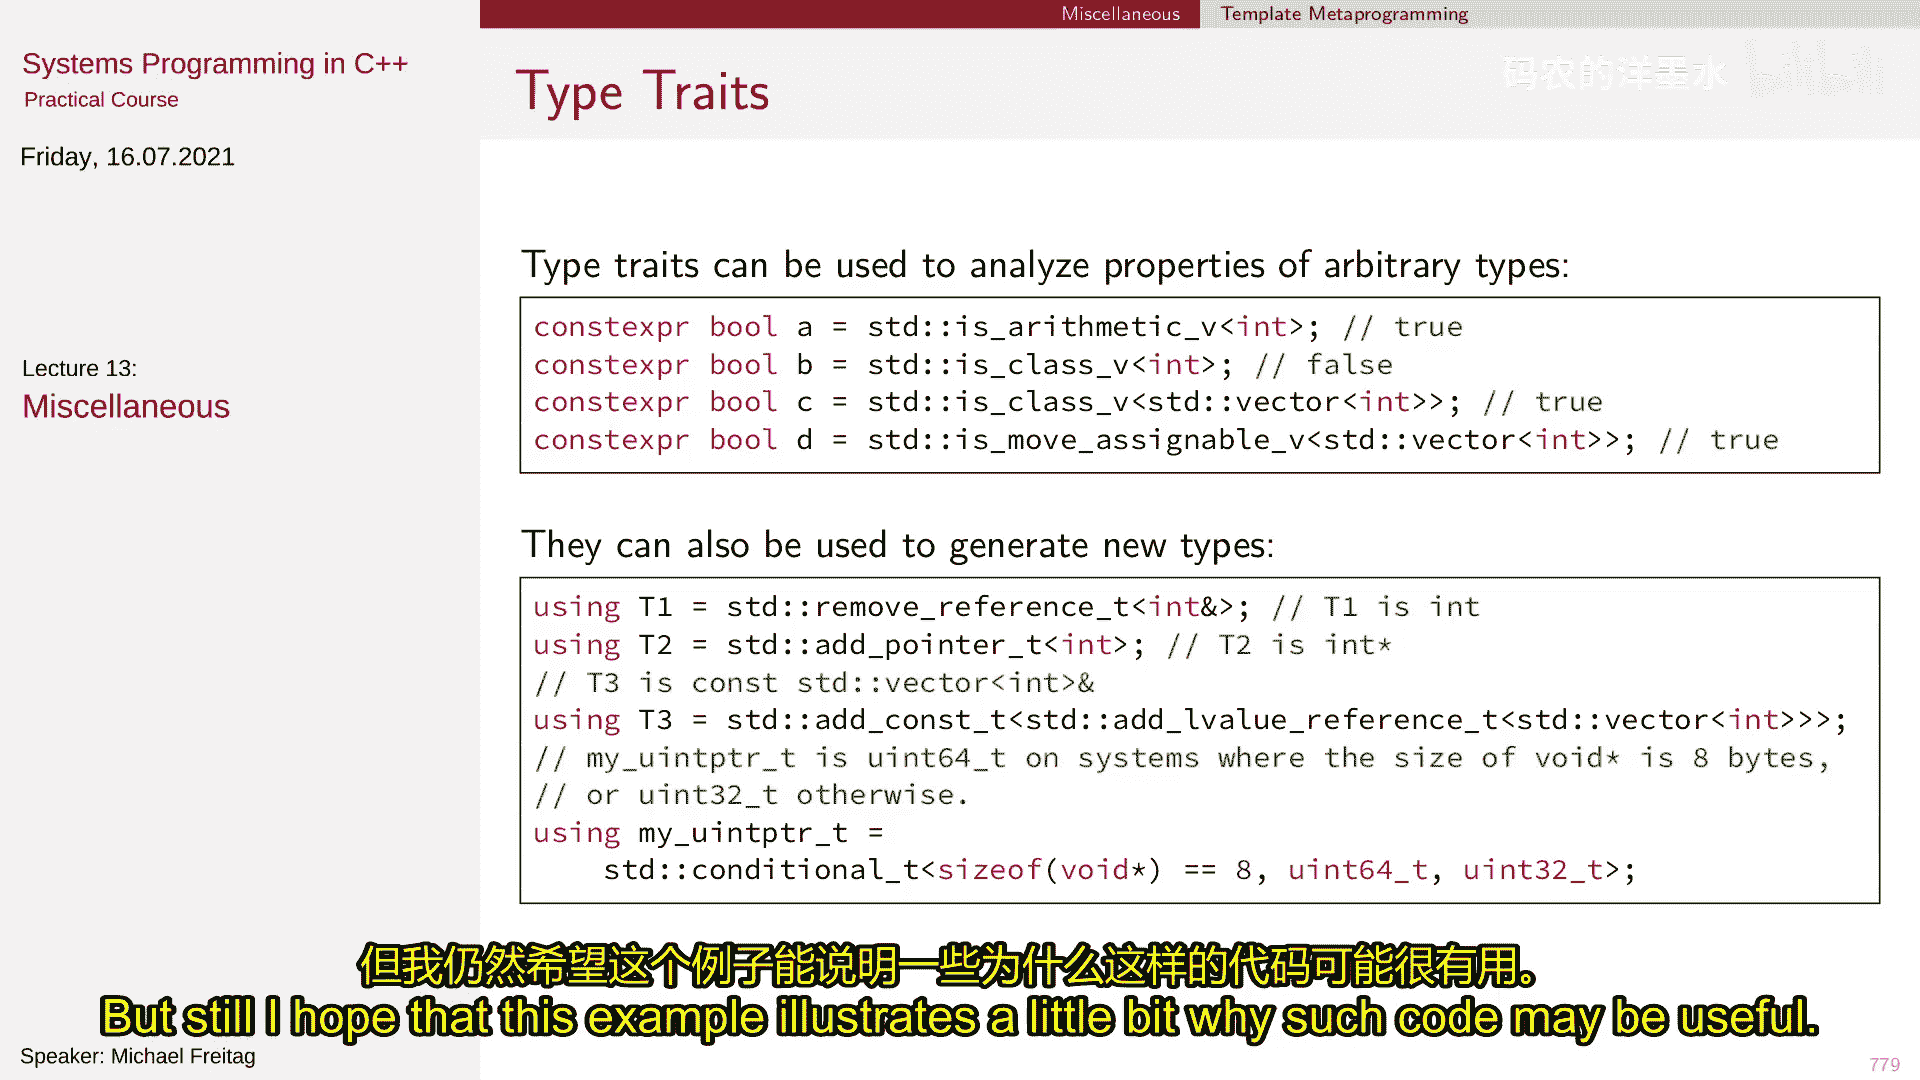 Miscellaneous
Template Metaprogramming
Systems Programming in C++
Practical Course
Friday, 16.07.2021
Lecture 13:
Miscellaneous
Type Traits
码农的洋墨水
bilibili
Type traits can be used to analyze properties of arbitrary types:
constexpr bool a = std::is_arithmetic_v<int>; // true
constexpr bool b = std::is_class_v<int>; // false
constexpr bool c = std::is_class_v<std::vector<int>>; // true
constexpr bool d = std::is_move_assignable_v<std::vector<int>>; // true
They can also be used to generate new types:
using T1 = std::remove_reference_t<int&>; // T1 is int
using T2 = std::add_pointer_t<int>; // T2 is int*
// T3 is const std::vector<int>&
using T3 = std::add_const_t<std::add_lvalue_reference_t<std::vector<int>>>;
// my_uintptr_t is uint64_t on systems where the size of void* is 8 bytes,
// or uint32_t otherwise.
using my_uintptr_t =
    std::conditional_t<sizeof(void*) == 8, uint64_t, uint32_t>;
但我仍然希望这个例子能说明一些为什么这样的代码可能很有用。
But still I hope that this example illustrates a little bit why such code may be useful.
Speaker: Michael Freitag
779